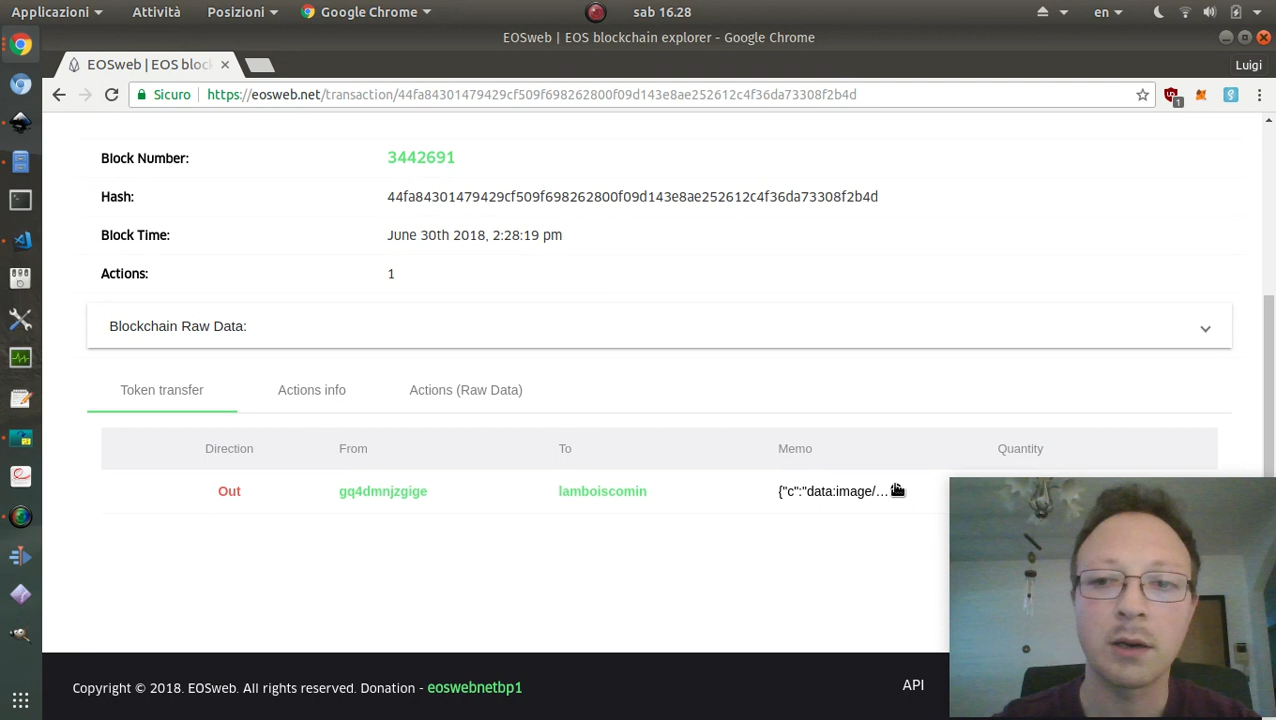 Applicazioni Attività Posizioni Google Chrome sab 16.28 en
EOSweb | EOS blockchain explorer - Google Chrome
EOSweb | EOS bloc Luigi
Sicuro https://eosweb.net/transaction/44fa84301479429cf509f698262800f09d143e8ae252612c4f36da73308f2b4d 1
Block Number: 3442691
Hash: 44fa84301479429cf509f698262800f09d143e8ae252612c4f36da73308f2b4d
Block Time: June 30th 2018, 2:28:19 pm
Actions: 1
Blockchain Raw Data:
Token transfer Actions info Actions (Raw Data)
Direction From To Memo Quantity
Out gq4dmnjzgige lamboiscomin {"c":"data:image/...
Copyright © 2018. EOSweb. All rights reserved. Donation - eoswebnetbp1 API